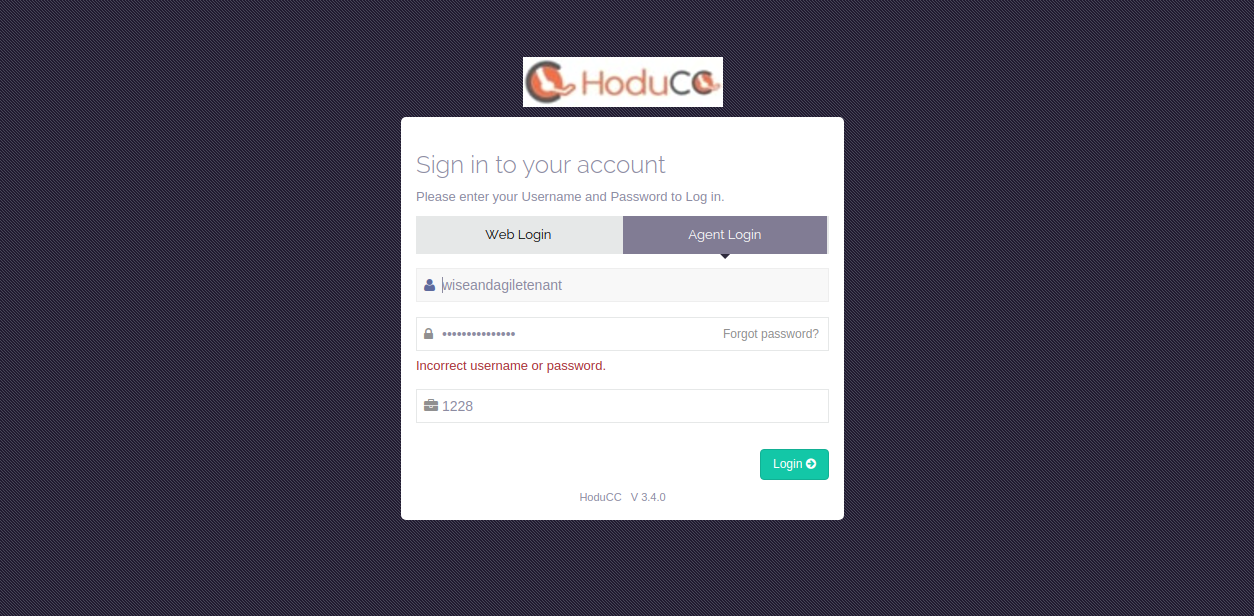 HoduCC
Sign in to your account
Please enter your Username and Password to Log in.
Web Login
Agent Login
wiseandagiletenant
•••••••••••••••
Forgot password?
Incorrect username or password.
1228
Login
HoduCC V 3.4.0